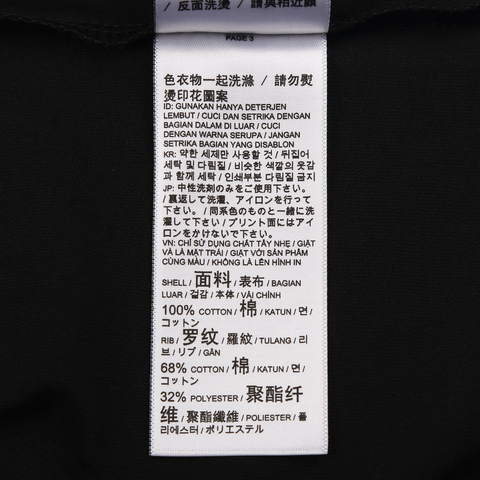 / 反面洗燙 / 請與相近顏
PAGE 3
色衣物一起洗滌 / 請勿熨
燙印花圖案
ID: GUNAKAN HANYA DETERJEN
LEMBUT / CUCI DAN SETRIKA DENGAN
BAGIAN DALAM DI LUAR / CUCI
DENGAN WARNA SERUPA / JANGAN
SETRIKA BAGIAN YANG DISABLON
KR: 약한 세제만 사용할 것 / 뒤집어
세탁 및 다림질 / 비슷한 색깔의 옷감
과 함께 세탁 / 인쇄부분 다림질 금지
JP: 中性洗剤のみをご使用下さい。
/ 裏返して洗濯、アイロンを行って
下さい。 / 同系色のものと一緒に洗
濯して下さい / プリント面にはアイ
ロンをかけないで下さい。
VN: CHỈ SỬ DỤNG CHẤT TẨY NHẸ / GIẶT
VÀ LÀ MẶT TRÁI / GIẶT VỚI SẢN PHẨM
CÙNG MÀU / KHÔNG LÀ LÊN HÌNH IN
SHELL / 面料 / 表布 / BAGIAN
LUAR / 겉감 / 本体 / VẢI CHÍNH
100% COTTON / 棉 / KATUN / 면 /
コットン
RIB / 罗纹 / 羅紋 / TULANG / 리
브 / リブ / GÂN
68% COTTON / 棉 / KATUN / 면 /
コットン
32% POLYESTER / 聚酯纤
维 / 聚酯纖維 / POLIESTER / 폴
리에스터 / ポリエステル